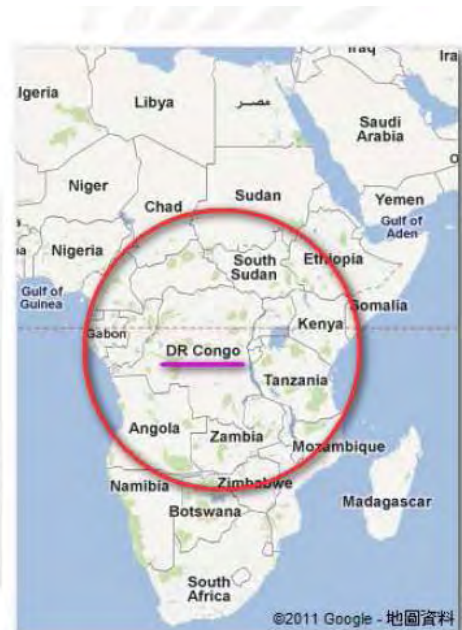 Iraq
Ira
lgeria
Libya
مصر
Saudi
Arabia
Niger
Chad
Sudan
Yemen
Gulf of
Aden
Nigeria
South
Sudan
Ethiopia
Gulf of
Guinea
Somalia
Gabon
Kenya
DR Congo
Tanzania
Angola
Zambia
Mozambique
Namibia
Zimbabwe
Madagascar
Botswana
South
Africa
©2011 Google - 地圖資料